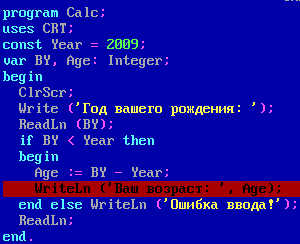 program Calc;
uses CRT;
const Year = 2009;
var BY, Age: Integer;
begin
  ClrScr;
  Write ('Год вашего рождения: ');
  ReadLn (BY);
  if BY < Year then
  begin
    Age := BY - Year;
    WriteLn ('Ваш возраст: ', Age);
  end else WriteLn ('Ошибка ввода!');
  ReadLn;
end.